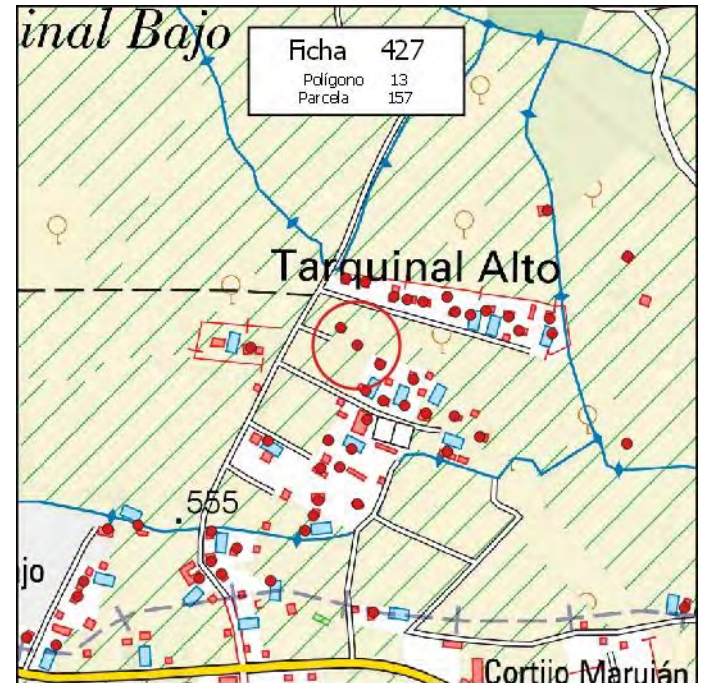 inal Bajo
Ficha 427
Polígono 13
Parcela 157
Tarquinal Alto
555
jo
Cortijo Maruján